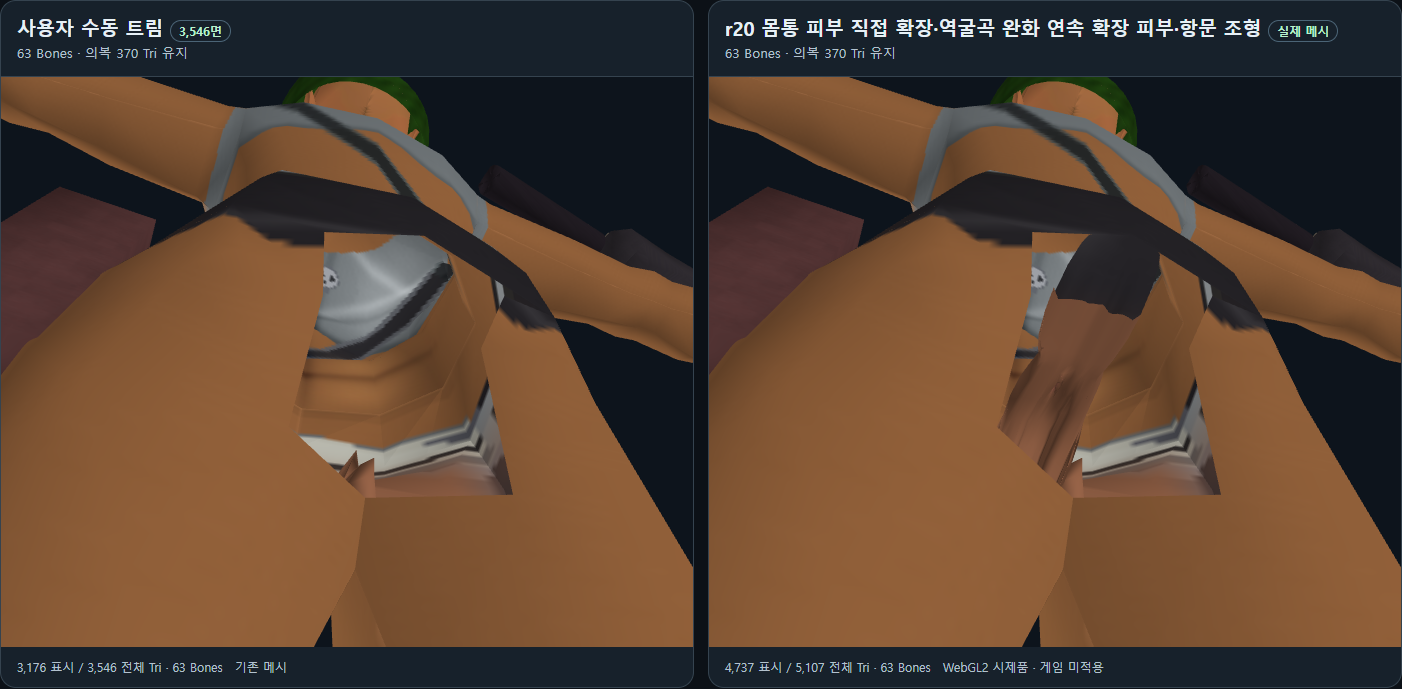 사용자 수동 트림 3,546면
63 Bones · 의복 370 Tri 유지
3,176 표시 / 3,546 전체 Tri · 63 Bones 기존 메시
r20 몸통 피부 직접 확장·역굴곡 완화 연속 확장 피부·항문 조형 실제 메시
63 Bones · 의복 370 Tri 유지
4,737 표시 / 5,107 전체 Tri · 63 Bones WebGL2 시제품 · 게임 미적용